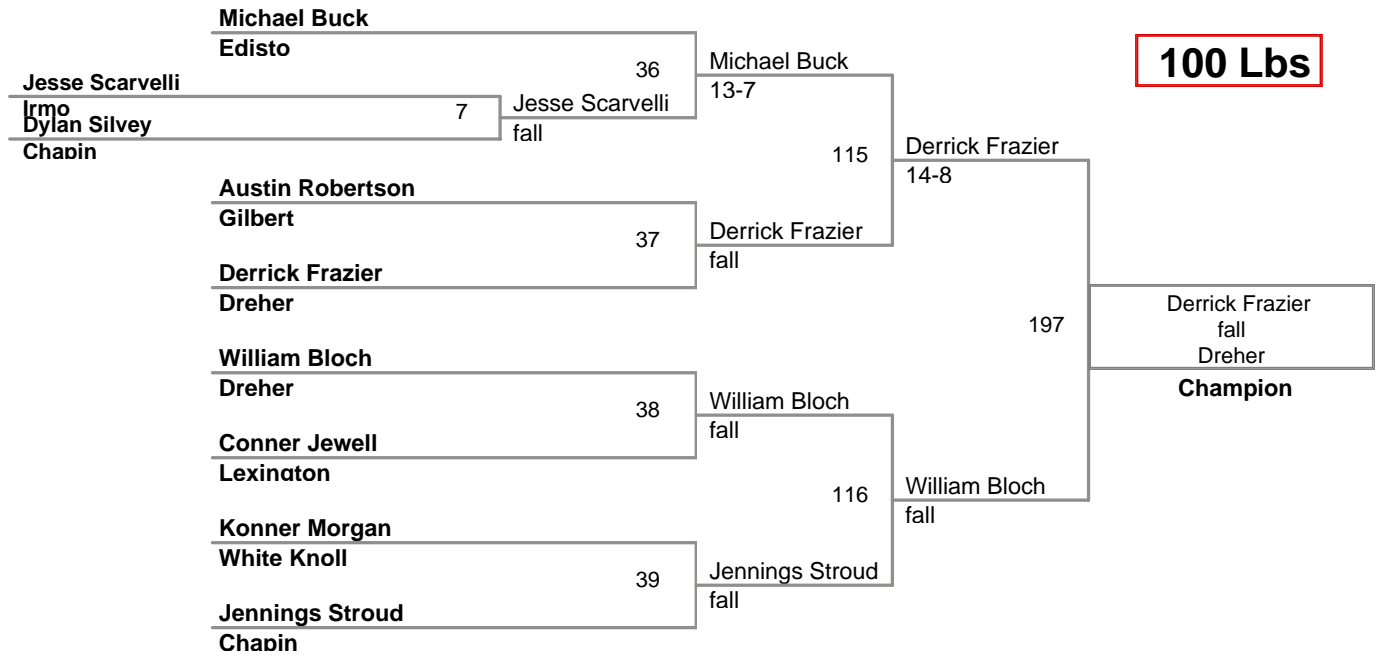 Michael Buck
Edisto
100 Lbs
36
Michael Buck
13-7
Jesse Scarvelli
Irmo
7
Jesse Scarvelli
fall
Dylan Silvey
Chapin
115
Derrick Frazier
14-8
Austin Robertson
Gilbert
37
Derrick Frazier
fall
Derrick Frazier
Dreher
197
Derrick Frazier
fall
Dreher
Champion
William Bloch
Dreher
38
William Bloch
fall
Conner Jewell
Lexington
116
William Bloch
fall
Konner Morgan
White Knoll
39
Jennings Stroud
fall
Jennings Stroud
Chapin